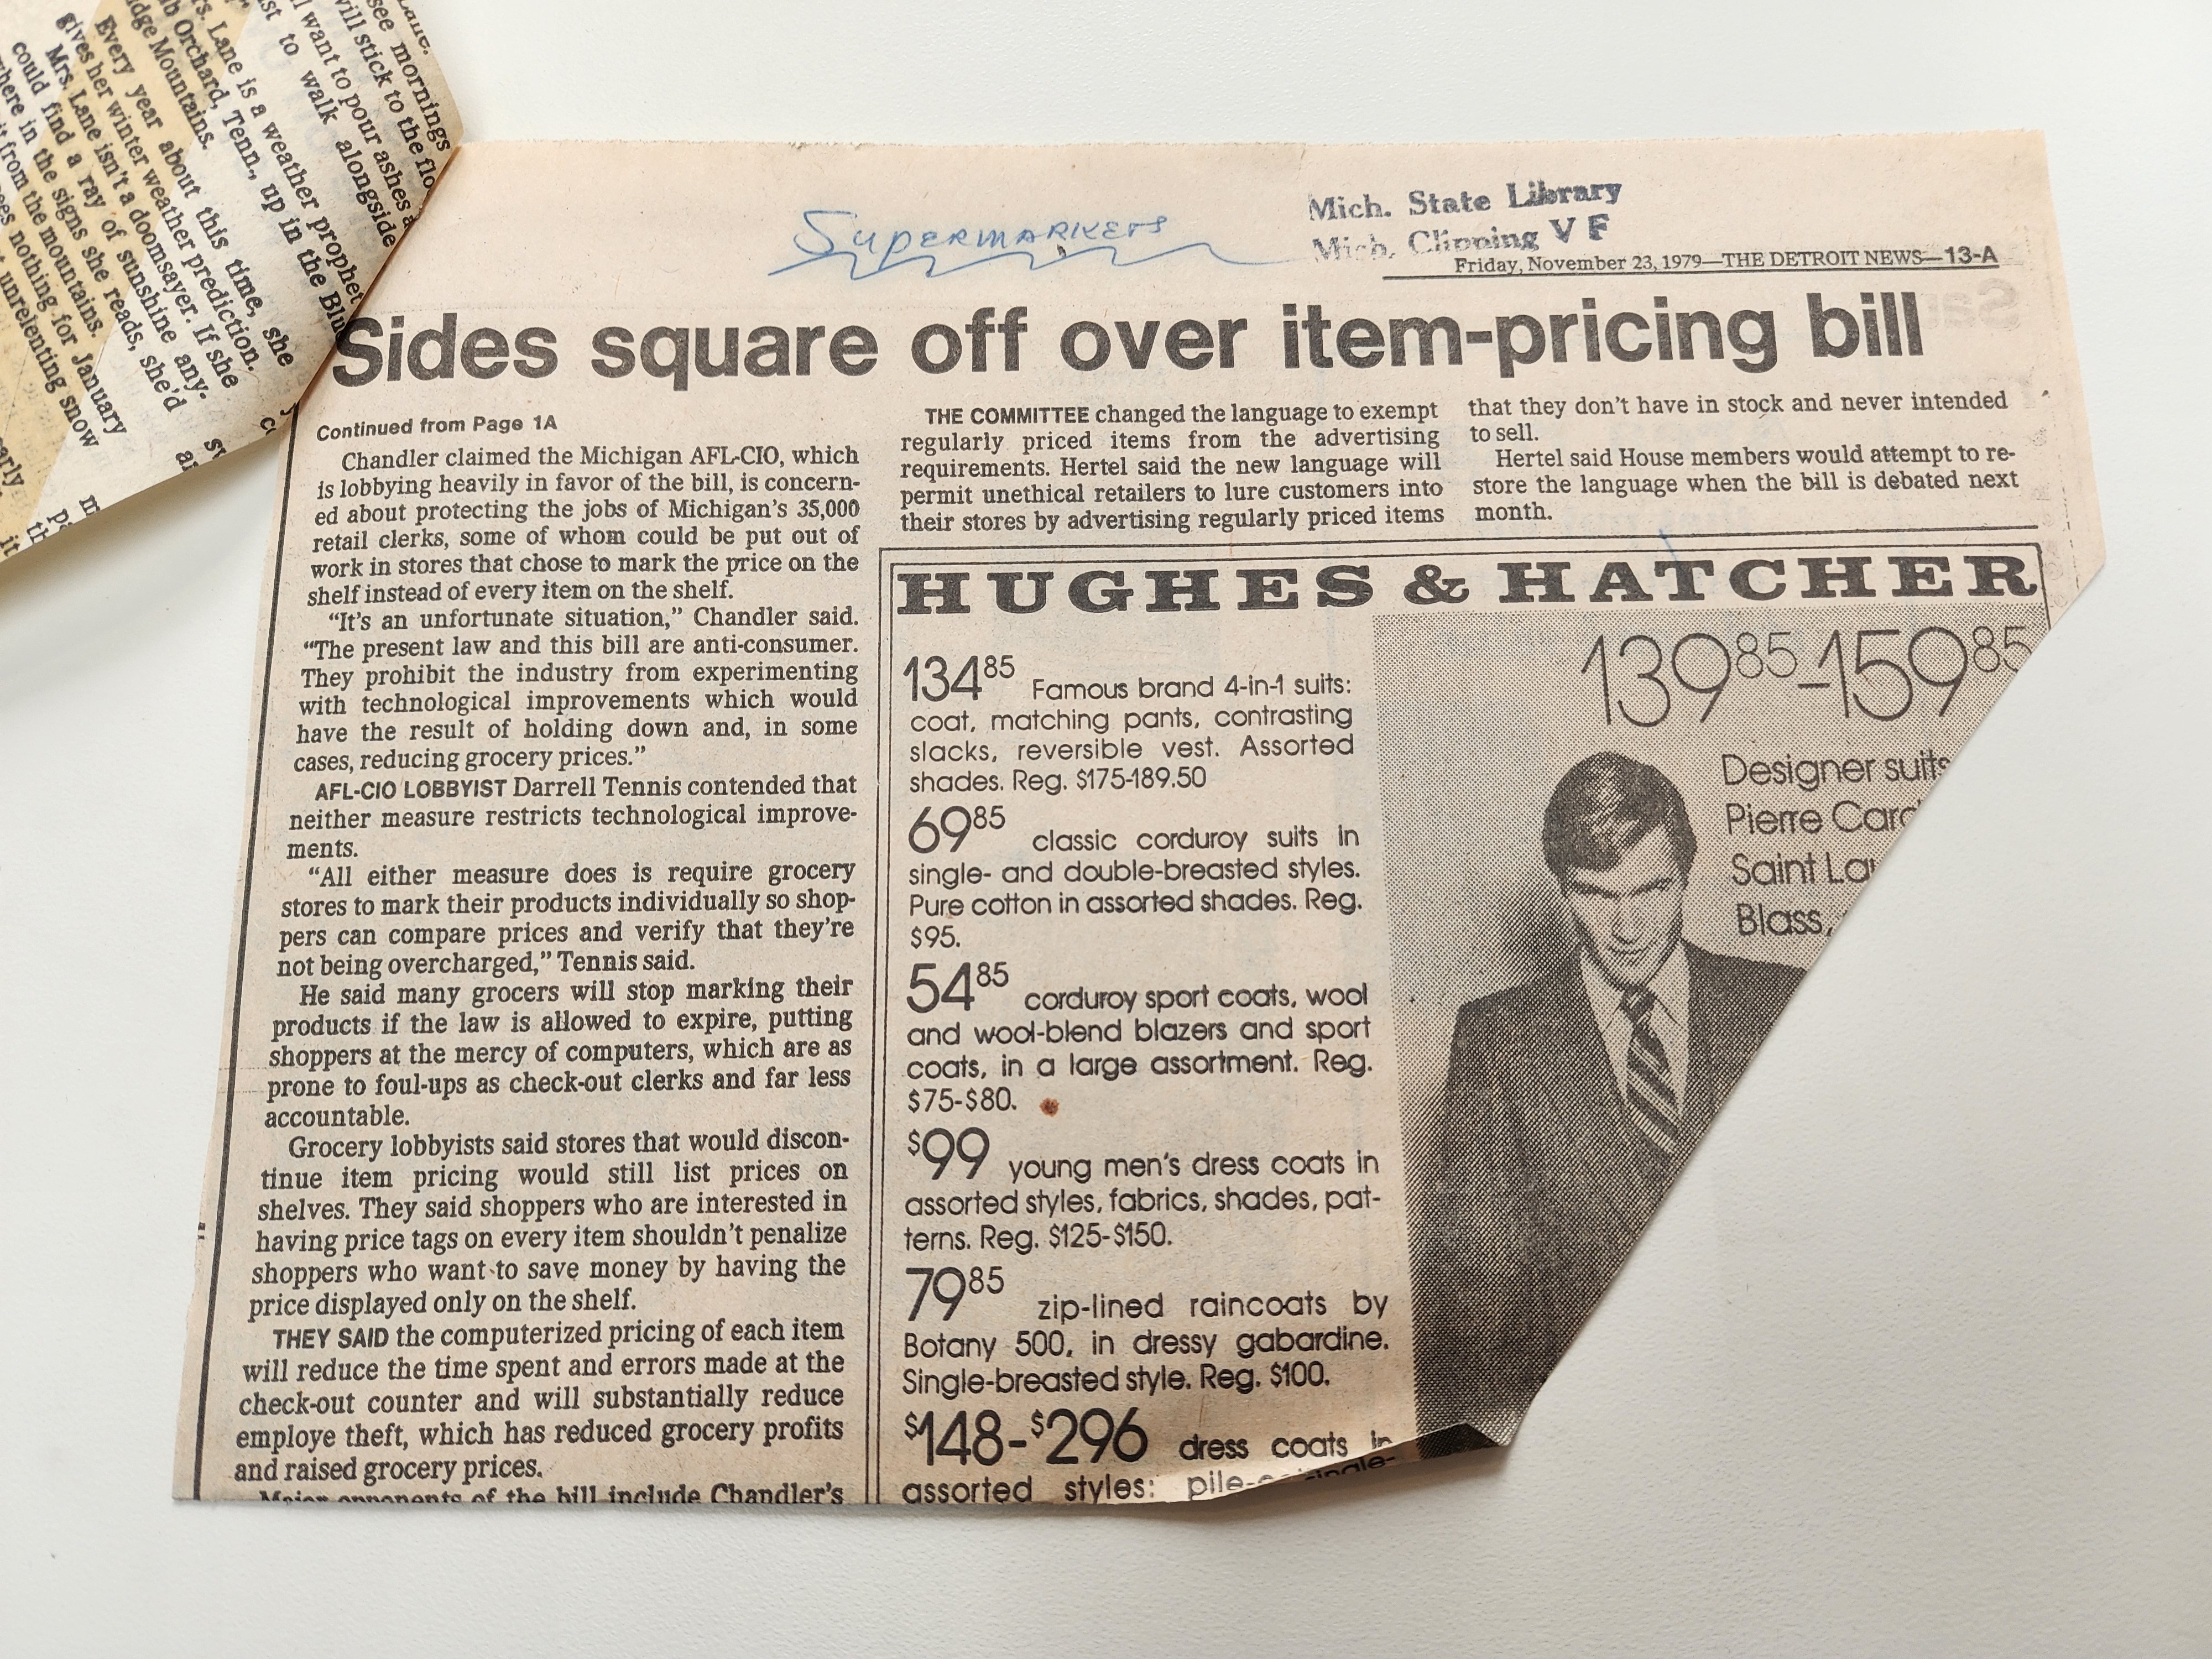 Supermarkets
Mich. State Library
Mich. Clipping V F
Friday, November 23, 1979—THE DETROIT NEWS—13-A
Sides square off over item-pricing bill
Continued from Page 1A
Chandler claimed the Michigan AFL-CIO, which
is lobbying heavily in favor of the bill, is concern-
ed about protecting the jobs of Michigan's 35,000
retail clerks, some of whom could be put out of
work in stores that chose to mark the price on the
shelf instead of every item on the shelf.
“It's an unfortunate situation,” Chandler said.
“The present law and this bill are anti-consumer.
They prohibit the industry from experimenting
with technological improvements which would
have the result of holding down and, in some
cases, reducing grocery prices.”
AFL-CIO LOBBYIST Darrell Tennis contended that
neither measure restricts technological improve-
ments.
“All either measure does is require grocery
stores to mark their products individually so shop-
pers can compare prices and verify that they're
not being overcharged,” Tennis said.
He said many grocers will stop marking their
products if the law is allowed to expire, putting
shoppers at the mercy of computers, which are as
prone to foul-ups as check-out clerks and far less
accountable.
Grocery lobbyists said stores that would discon-
tinue item pricing would still list prices on
shelves. They said shoppers who are interested in
having price tags on every item shouldn't penalize
shoppers who want to save money by having the
price displayed only on the shelf.
THEY SAID the computerized pricing of each item
will reduce the time spent and errors made at the
check-out counter and will substantially reduce
employe theft, which has reduced grocery profits
and raised grocery prices.
Major opponents of the bill include Chandler's
THE COMMITTEE changed the language to exempt
regularly priced items from the advertising
requirements. Hertel said the new language will
permit unethical retailers to lure customers into
their stores by advertising regularly priced items
that they don't have in stock and never intended
to sell.
Hertel said House members would attempt to re-
store the language when the bill is debated next
month.
HUGHES & HATCHER
134 85 Famous brand 4-in-1 suits:
coat, matching pants, contrasting
slacks, reversible vest. Assorted
shades. Reg. $175-189.50
69 85 classic corduroy suits in
single- and double-breasted styles.
Pure cotton in assorted shades. Reg.
$95.
54 85 corduroy sport coats, wool
and wool-blend blazers and sport
coats, in a large assortment. Reg.
$75-$80.
$99 young men's dress coats in
assorted styles, fabrics, shades, pat-
terns. Reg. $125-$150.
79 85 zip-lined raincoats by
Botany 500, in dressy gabardine.
Single-breasted style. Reg. $100.
$148-$296 dress coats in
assorted styles: pile-
139 85-159 85
Designer suits
Pierre
Saint
Blass,
see mornings
will stick to the
want to pour ashes
to walk alongside
Lane is a weather prophet
Orchard, Tenn., up in the
Mountains.
Every year about this time, she
gives her winter weather prediction.
Mrs. Lane isn't a doomsayer. If she
could find a ray of sunshine any-
in the signs she reads, she'd
from the mountains.
nothing for January
unrelenting snow